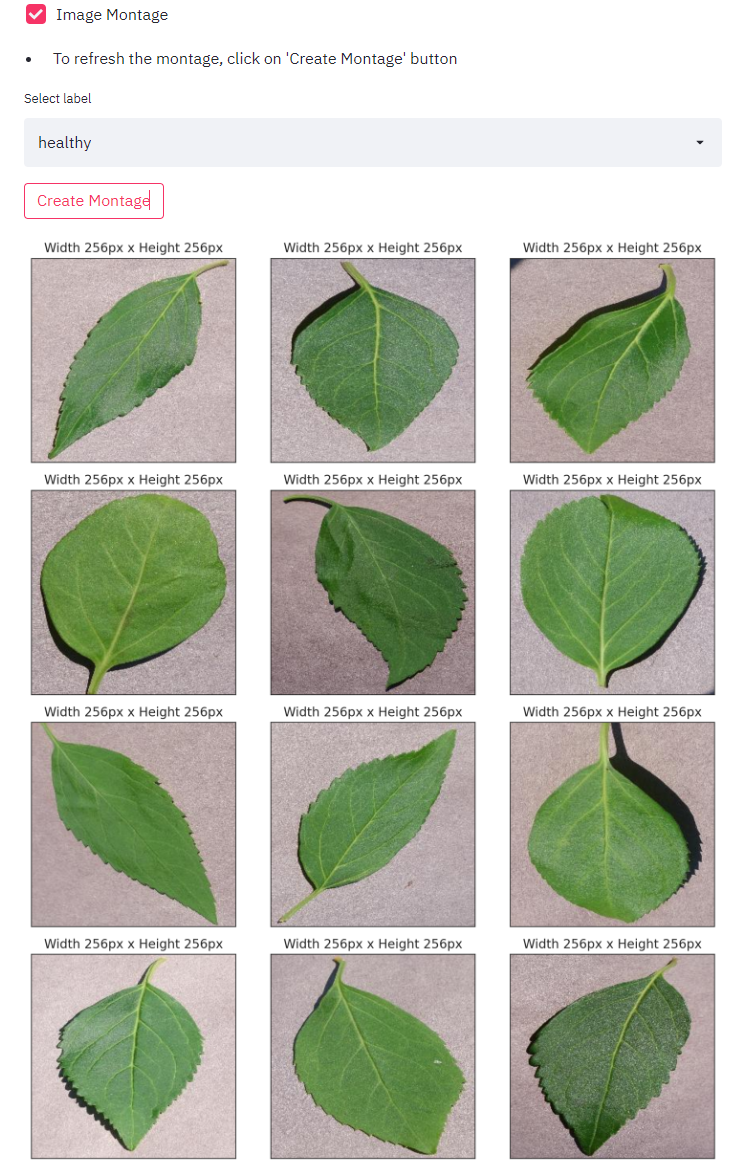 Image Montage
• To refresh the montage, click on 'Create Montage' button
Select label
healthy
Create Montage
Width 256px x Height 256px Width 256px x Height 256px Width 256px x Height 256px
Width 256px x Height 256px Width 256px x Height 256px Width 256px x Height 256px
Width 256px x Height 256px Width 256px x Height 256px Width 256px x Height 256px
Width 256px x Height 256px Width 256px x Height 256px Width 256px x Height 256px